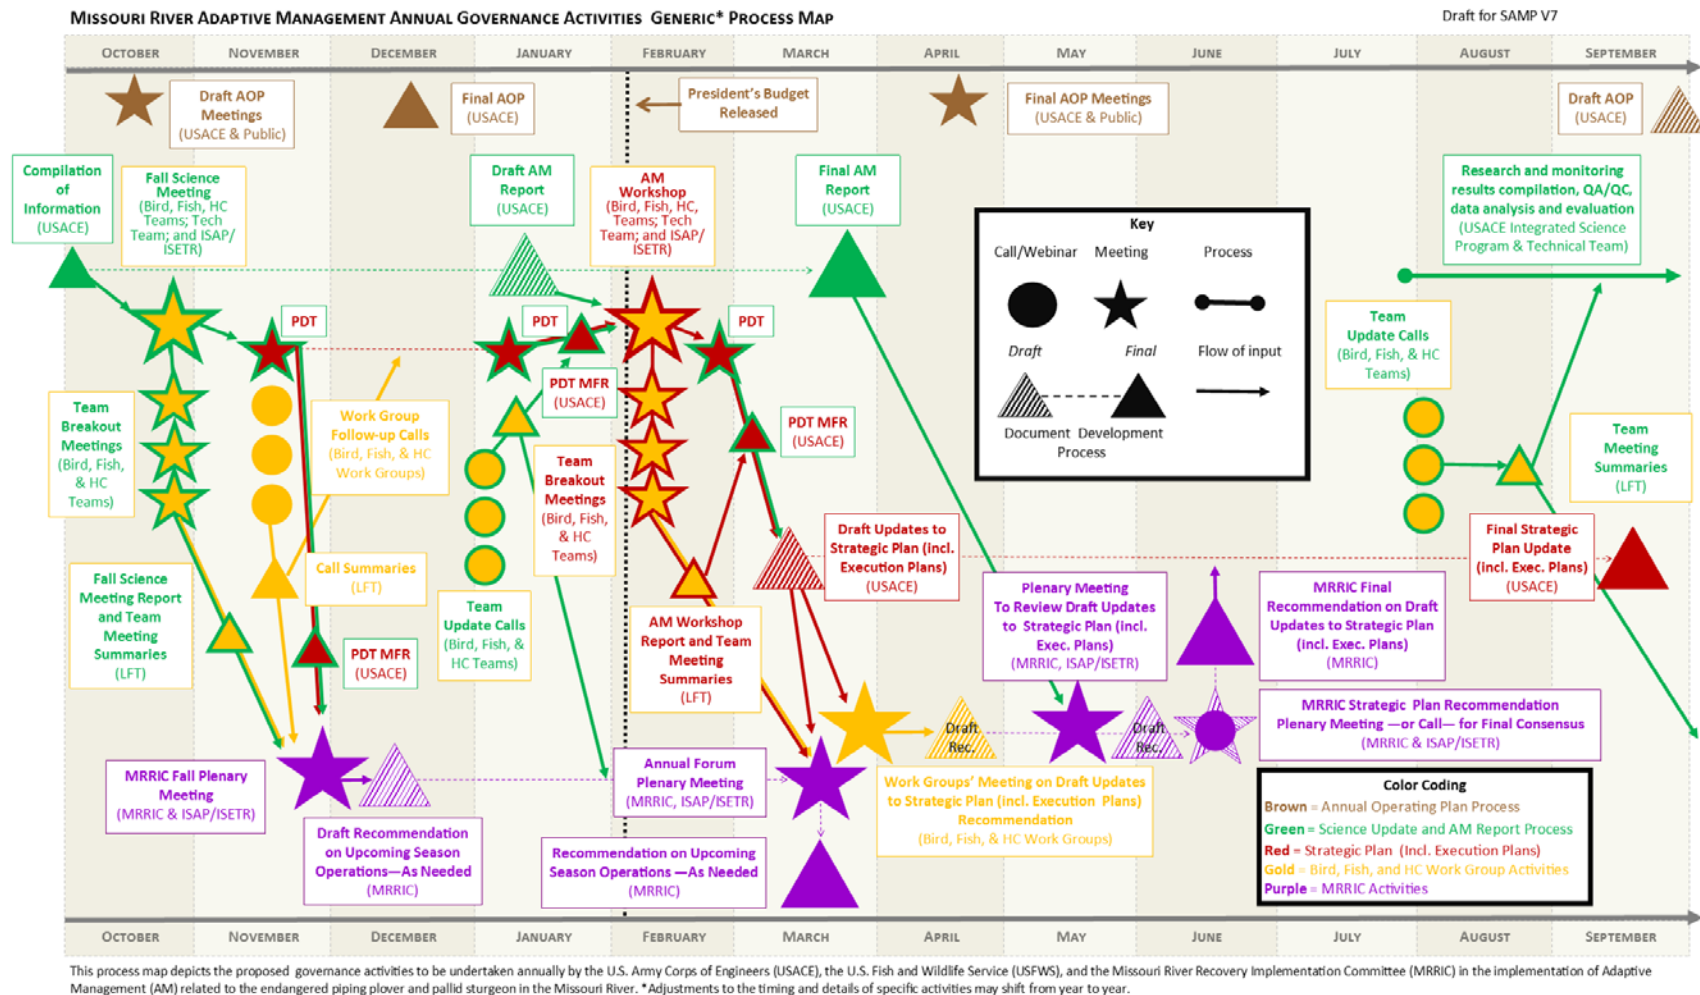 MISSOURI RIVER ADAPTIVE MANAGEMENT ANNUAL GOVERNANCE ACTIVITIES GENERIC* PROCESS MAP
Draft for SAMP V7
OCTOBER NOVEMBER DECEMBER JANUARY FEBRUARY MARCH APRIL MAY JUNE JULY AUGUST SEPTEMBER
Draft AOP
Meetings
(USACE & Public)
Final AOP
(USACE)
President's Budget
Released
Final AOP Meetings
(USACE & Public)
Draft AOP
(USACE)
Compilation
of
Information
(USACE)
Fall Science
Meeting
(Bird, Fish, HC
Teams; Tech
Team; and ISAP/
ISETR)
Draft AM
Report
(USACE)
AM
Workshop
(Bird, Fish, HC,
Teams; Tech
Team; and ISAP/
ISETR)
Final AM
Report
(USACE)
Research and monitoring
results compilation, QA/QC,
data analysis and evaluation
(USACE Integrated Science
Program & Technical Team)
Key
Call/Webinar Meeting Process
Draft Final Flow of input
Document Development
Process
PDT
PDT
PDT
PDT MFR
(USACE)
PDT MFR
(USACE)
Team
Update Calls
(Bird, Fish, & HC
Teams)
Team
Breakout
Meetings
(Bird, Fish,
& HC
Teams)
Work Group
Follow-up Calls
(Bird, Fish, & HC
Work Groups)
Team
Breakout
Meetings
(Bird, Fish,
& HC
Teams)
Team
Meeting
Summaries
(LFT)
Draft Updates to
Strategic Plan (incl.
Execution Plans)
(USACE)
Final Strategic
Plan Update
(incl. Exec. Plans)
(USACE)
Fall Science
Meeting Report
and Team
Meeting
Summaries
(LFT)
Call Summaries
(LFT)
Team
Update Calls
(Bird, Fish, &
HC Teams)
AM Workshop
Report and Team
Meeting
Summaries
(LFT)
Plenary Meeting
To Review Draft Updates
to Strategic Plan (incl.
Exec. Plans)
(MRRIC, ISAP/ISETR)
MRRIC Final
Recommendation on Draft
Updates to Strategic Plan
(incl. Exec. Plans)
(MRRIC)
PDT MFR
(USACE)
MRRIC Strategic Plan Recommendation
Plenary Meeting —or Call— for Final Consensus
(MRRIC & ISAP/ISETR)
Draft
Rec.
Draft
Rec.
MRRIC Fall Plenary
Meeting
(MRRIC & ISAP/ISETR)
Annual Forum
Plenary Meeting
(MRRIC, ISAP/ISETR)
Work Groups' Meeting on Draft Updates
to Strategic Plan (incl. Execution Plans)
Recommendation
(Bird, Fish, & HC Work Groups)
Draft Recommendation
on Upcoming Season
Operations—As Needed
(MRRIC)
Recommendation on Upcoming
Season Operations —As Needed
(MRRIC)
Color Coding
Brown = Annual Operating Plan Process
Green = Science Update and AM Report Process
Red = Strategic Plan (Incl. Execution Plans)
Gold = Bird, Fish, and HC Work Group Activities
Purple = MRRIC Activities
OCTOBER NOVEMBER DECEMBER JANUARY FEBRUARY MARCH APRIL MAY JUNE JULY AUGUST SEPTEMBER
This process map depicts the proposed governance activities to be undertaken annually by the U.S. Army Corps of Engineers (USACE), the U.S. Fish and Wildlife Service (USFWS), and the Missouri River Recovery Implementation Committee (MRRIC) in the implementation of Adaptive
Management (AM) related to the endangered piping plover and pallid sturgeon in the Missouri River. *Adjustments to the timing and details of specific activities may shift from year to year.